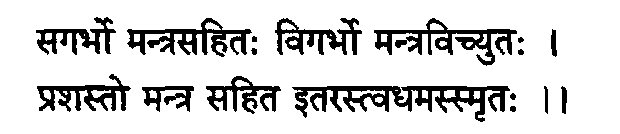 सगर्भो मन्त्रसहितः विगर्भो मन्त्रविच्युतः ।
प्रशस्तो मन्त्र सहित इतरस्त्वधमस्स्मृतः ।।